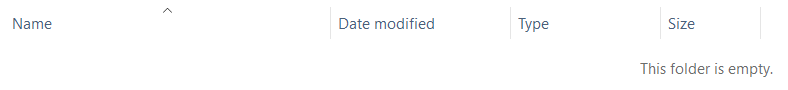 Name Date modified Type Size
This folder is empty.